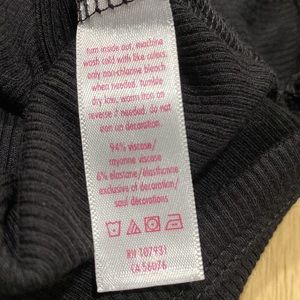 turn inside out, machine
wash cold with like colors.
only non-chlorine bleach
when needed. tumble
dry low, warm iron on
reverse if needed. do not
iron on decoration.
94% viscose/
rayonne viscose
6% elastane/élasthanne
exclusive of decoration/
sauf décorations
RN 107931
CA 56076